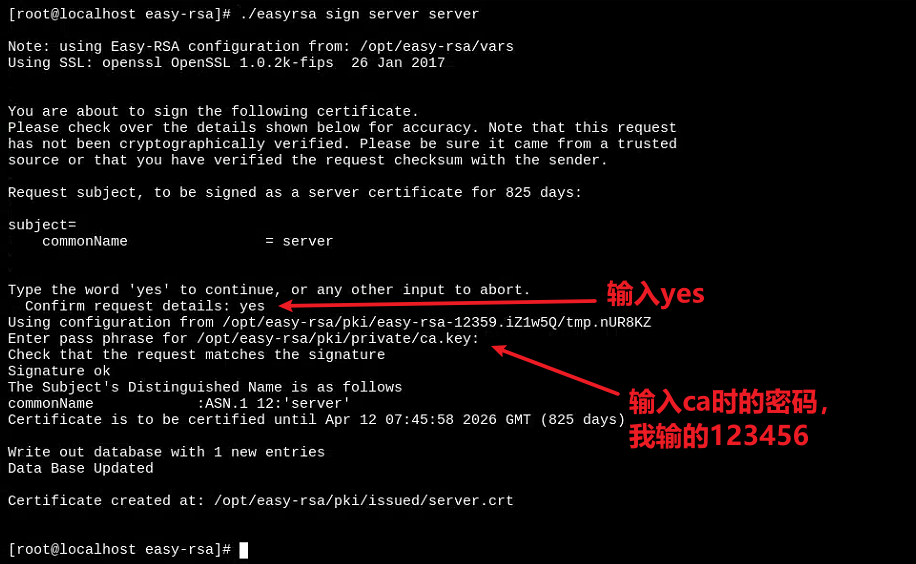 [root@localhost easy-rsa]# ./easyrsa sign server server
Note: using Easy-RSA configuration from: /opt/easy-rsa/vars
Using SSL: openssl OpenSSL 1.0.2k-fips  26 Jan 2017
You are about to sign the following certificate.
Please check over the details shown below for accuracy. Note that this request
has not been cryptographically verified. Please be sure it came from a trusted
source or that you have verified the request checksum with the sender.
Request subject, to be signed as a server certificate for 825 days:
subject=
    commonName                = server
Type the word 'yes' to continue, or any other input to abort.
  Confirm request details: yes
输入yes
Using configuration from /opt/easy-rsa/pki/easy-rsa-12359.iZ1w5Q/tmp.nUR8KZ
Enter pass phrase for /opt/easy-rsa/pki/private/ca.key:
Check that the request matches the signature
Signature ok
The Subject's Distinguished Name is as follows
commonName            :ASN.1 12:'server'
Certificate is to be certified until Apr 12 07:45:58 2026 GMT (825 days)
输入ca时的密码，
我输的123456
Write out database with 1 new entries
Data Base Updated
Certificate created at: /opt/easy-rsa/pki/issued/server.crt
[root@localhost easy-rsa]#